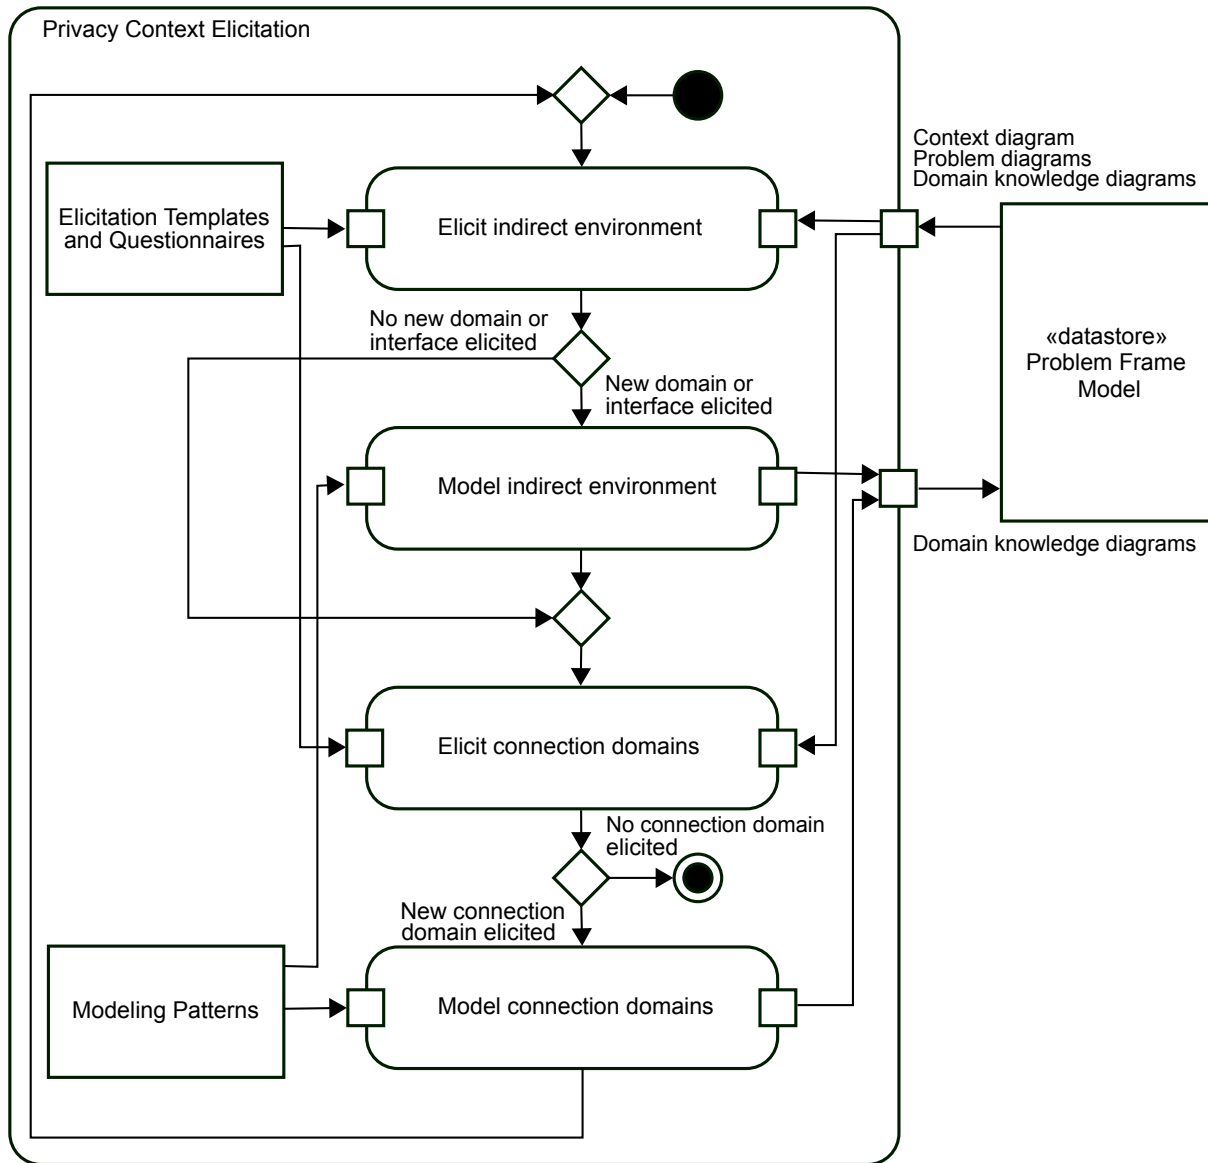 Privacy Context Elicitation
Context diagram
Problem diagrams
Domain knowledge diagrams
Elicitation Templates
and Questionnaires
Elicit indirect environment
«datastore»
Problem Frame
Model
No new domain or
interface elicited
New domain or
interface elicited
Model indirect environment
Domain knowledge diagrams
Elicit connection domains
No connection domain
elicited
New connection
domain elicited
Modeling Patterns
Model connection domains